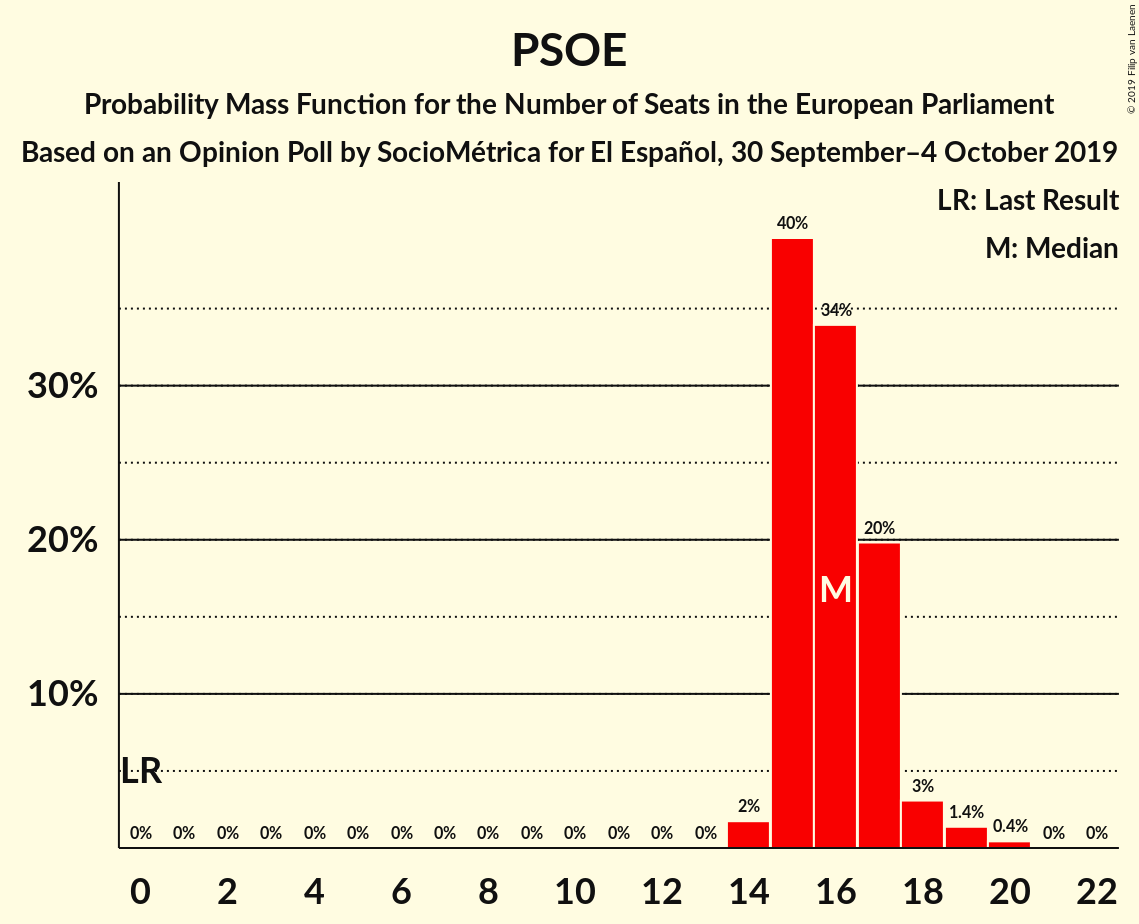 PSOE
Probability Mass Function for the Number of Seats in the European Parliament
Based on an Opinion Poll by SocioMétrica for El Español, 30 September–4 October 2019
© 2019 Filip van Laenen
LR: Last Result
M: Median
40%
34%
30%
20%
20%
M
10%
LR
3%
2%
1.4%
0.4%
0% 0% 0% 0% 0% 0% 0% 0% 0% 0% 0% 0% 0% 0% 0% 0%
0 2 4 6 8 10 12 14 16 18 20 22